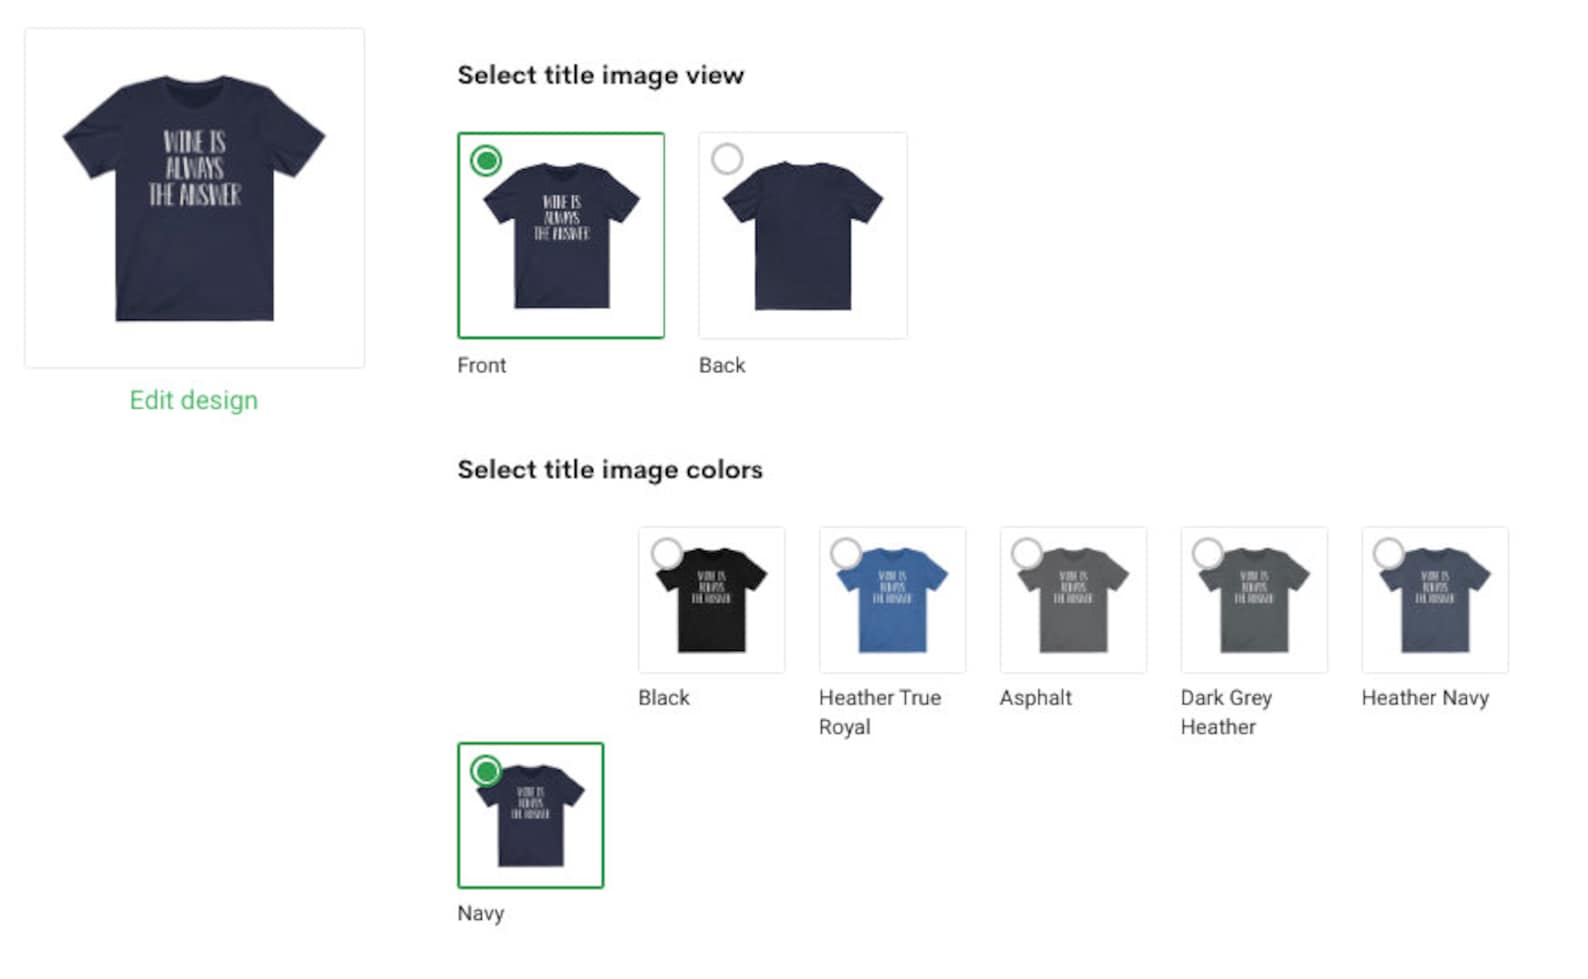 WINE IS
ALWAYS
THE ANSWER
Edit design
Select title image view
WINE IS
ALWAYS
THE ANSWER
Front
Back
Select title image colors
WINE IS
ALWAYS
THE ANSWER
Black
WINE IS
ALWAYS
THE ANSWER
Heather True
Royal
WINE IS
ALWAYS
THE ANSWER
Asphalt
WINE IS
ALWAYS
THE ANSWER
Dark Grey
Heather
WINE IS
ALWAYS
THE ANSWER
Heather Navy
WINE IS
ALWAYS
THE ANSWER
Navy